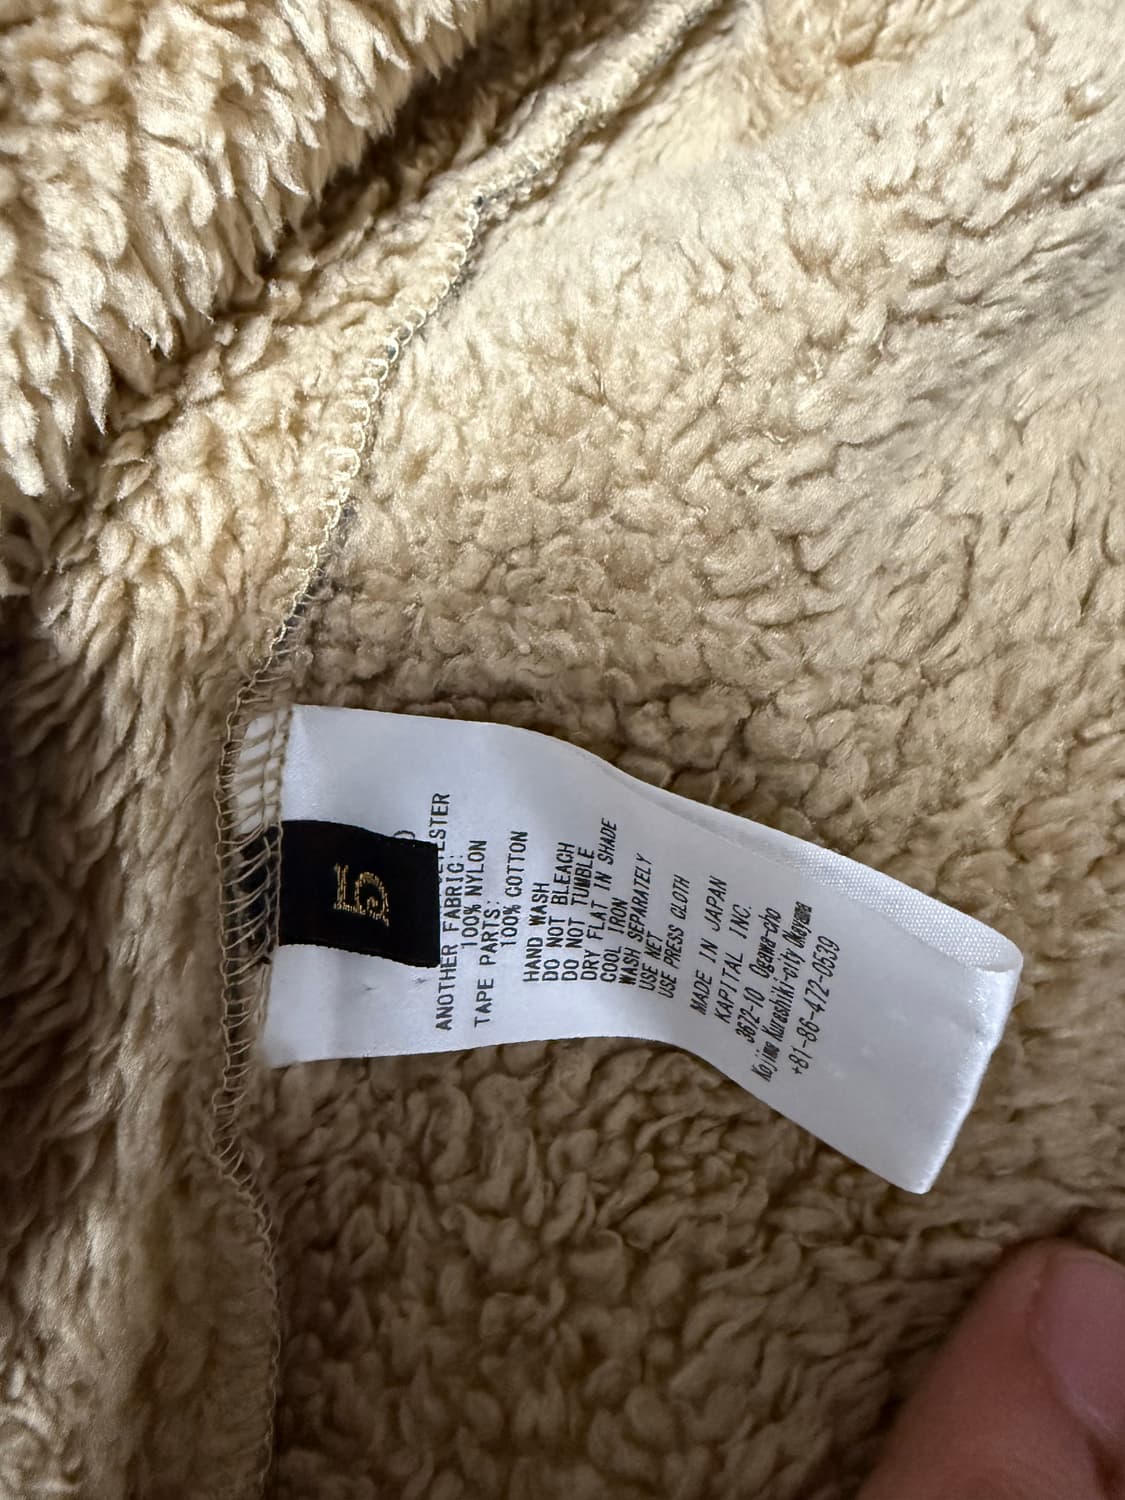 5
ANOTHER FABRIC:
100% NYLON
TAPE PARTS:
100% COTTON
HAND WASH
DO NOT BLEACH
DO NOT TUMBLE
DRY FLAT IN SHADE
COOL IRON
WASH SEPARATELY
USE NET
USE PRESS CLOTH
MADE IN JAPAN
KAPITAL INC.
3672-10 Ogawa-cho
Kojima Kurashiki-city Okayama
+81-86-472-0539